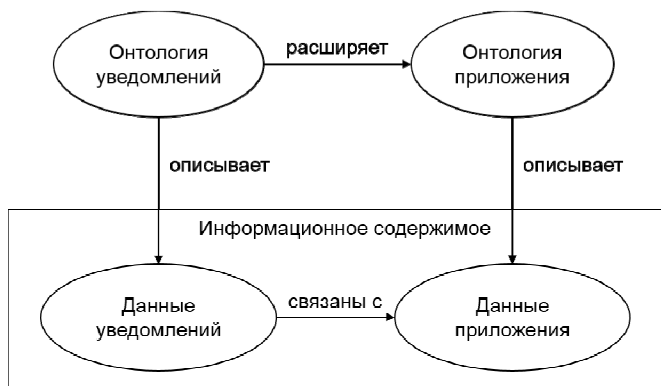 Онтология
уведомлений
расширяет
Онтология
приложения
описывает
описывает
Информационное содержимое
Данные
уведомлений
связаны с
Данные
приложения